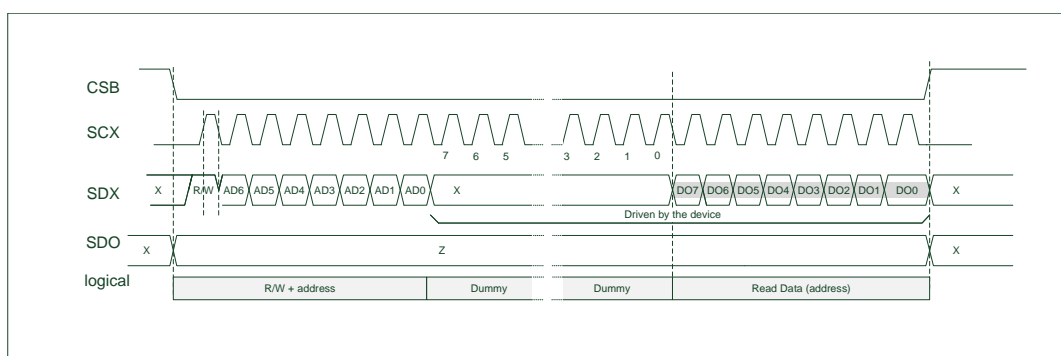 CSB
SCX
7 6 5 3 2 1 0
SDX X R/W AD6 AD5 AD4 AD3 AD2 AD1 AD0 X DO7 DO6 DO5 DO4 DO3 DO2 DO1 DO0 X
Driven by the device
SDO X Z X
logical R/W + address Dummy Dummy Read Data (address)